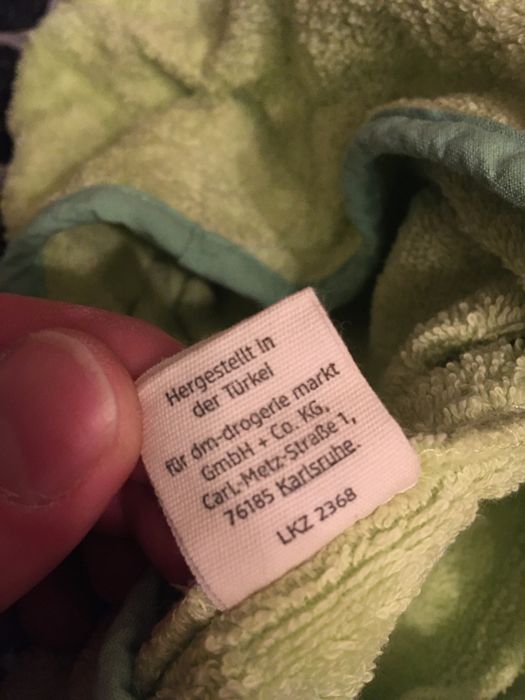 Hergestellt in
der Türkei
für dm-drogerie markt
GmbH + Co. KG,
Carl-Metz-Straße 1,
76185 Karlsruhe.
LKZ 2368